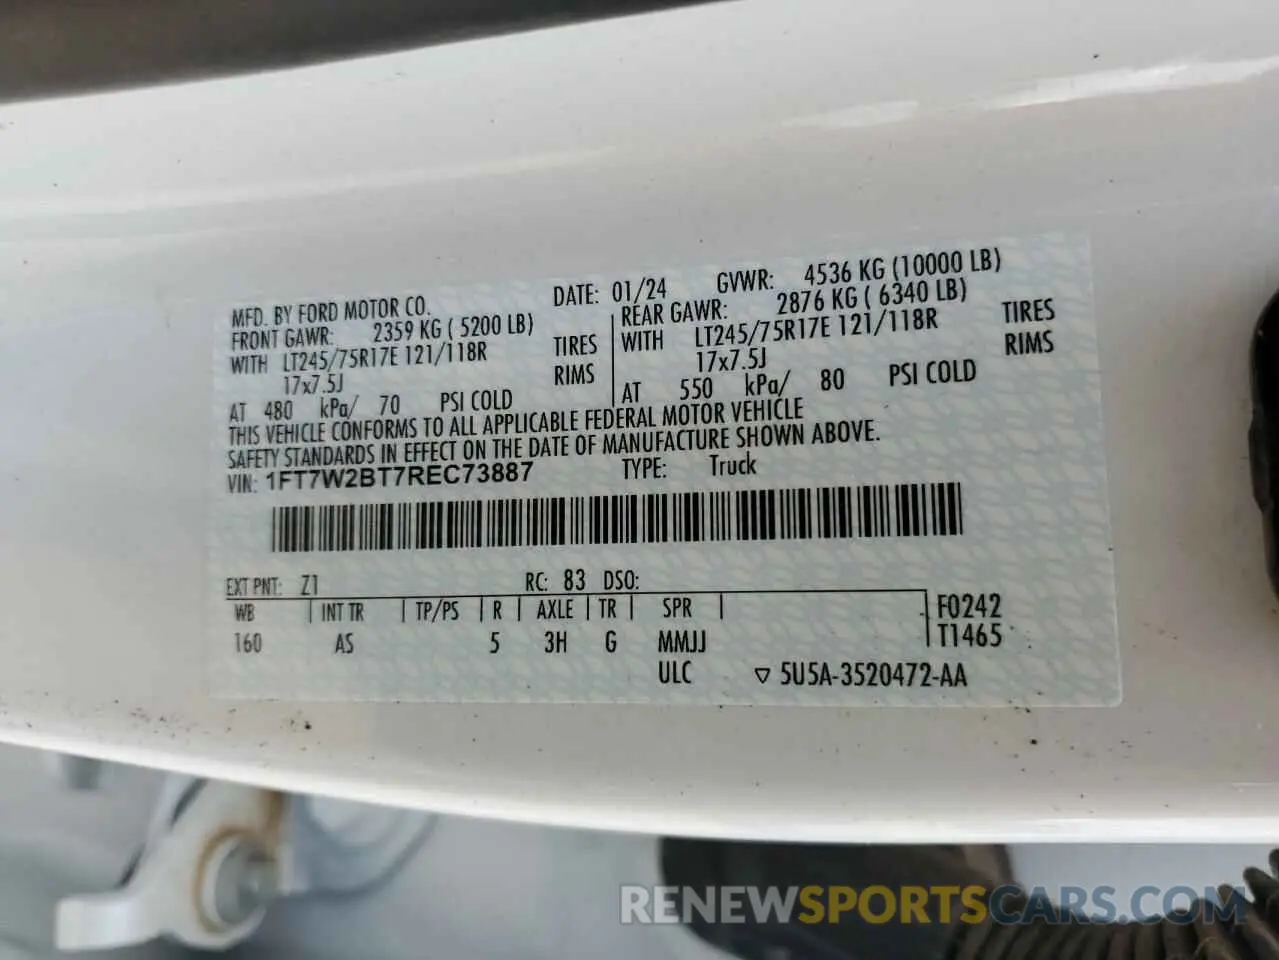 MFD. BY FORD MOTOR CO. DATE: 01/24 GVWR: 4536 KG (10000 LB)
FRONT GAWR: 2359 KG ( 5200 LB) REAR GAWR: 2876 KG ( 6340 LB)
WITH LT245/75R17E 121/118R TIRES WITH LT245/75R17E 121/118R TIRES
17x7.5J RIMS 17x7.5J RIMS
AT 480 kPa/ 70 PSI COLD AT 550 kPa/ 80 PSI COLD
THIS VEHICLE CONFORMS TO ALL APPLICABLE FEDERAL MOTOR VEHICLE
SAFETY STANDARDS IN EFFECT ON THE DATE OF MANUFACTURE SHOWN ABOVE.
VIN: 1FT7W2BT7REC73887 TYPE: Truck
EXT PNT: Z1 RC: 83 DSO:
WB INT TR TP/PS R AXLE TR SPR F0242
160 AS 5 3H G MMJJ T1465
ULC ▽ 5U5A-3520472-AA
RENEWSPORTSCARS.COM